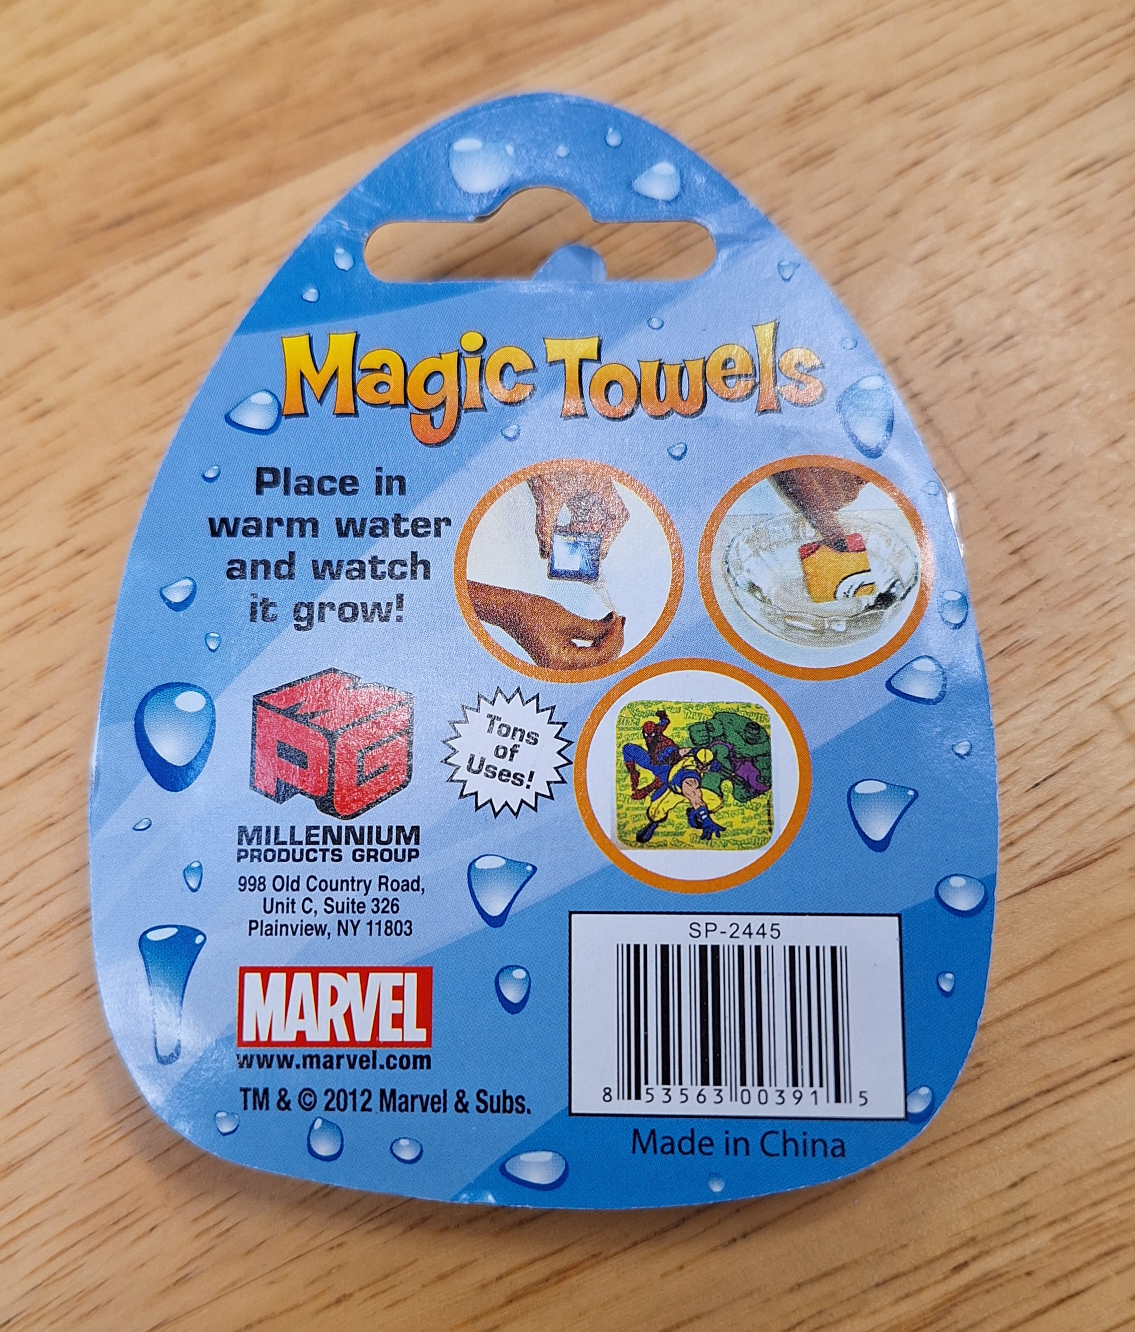 Magic Towels
Place in
warm water
and watch
it grow!
MPG
Tons
of
Uses!
MILLENNIUM
PRODUCTS GROUP
998 Old Country Road,
Unit C, Suite 326
Plainview, NY 11803
MARVEL
www.marvel.com
TM & © 2012 Marvel & Subs.
SP-2445
8 53563 00391 5
Made in China